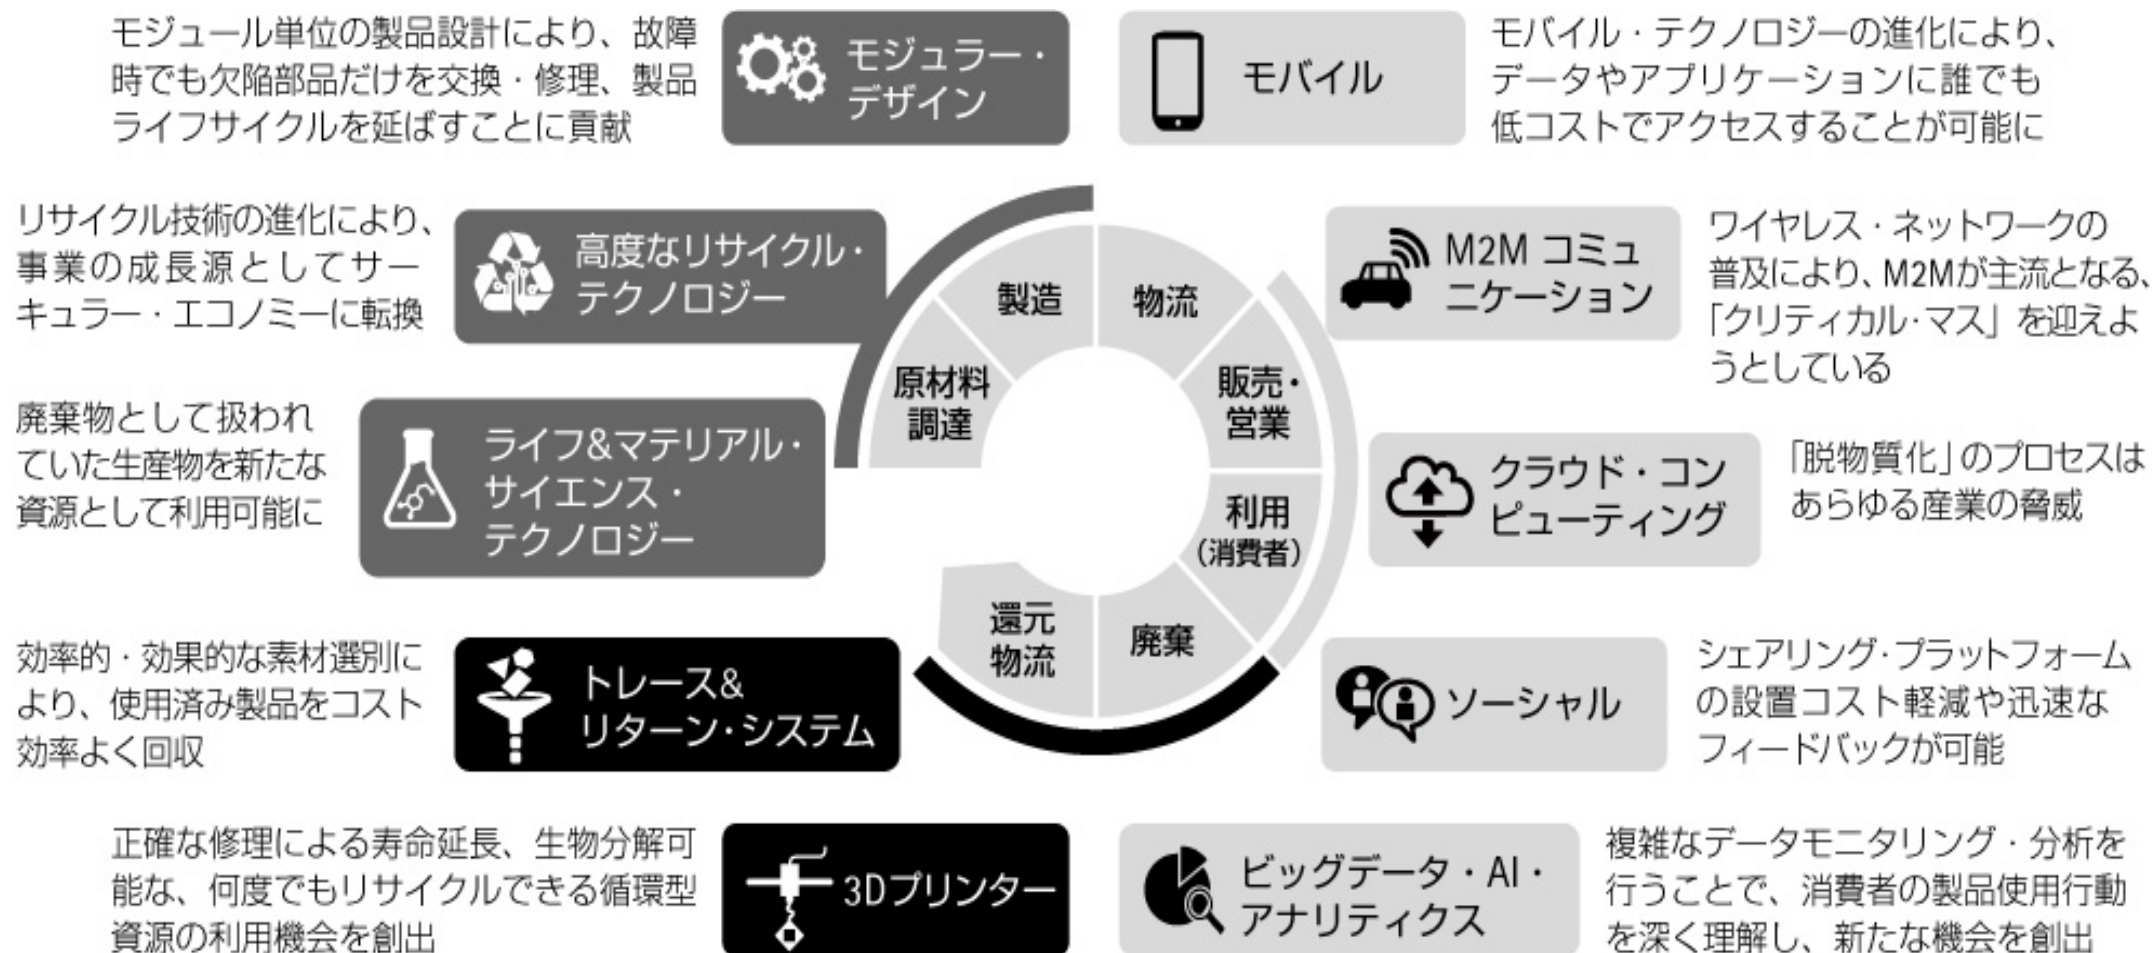 モジュール単位の製品設計により、故障
時でも欠陥部品だけを交換・修理、製品
ライフサイクルを延ばすことに貢献
モジュラー・
デザイン
モバイル
モバイル・テクノロジーの進化により、
データやアプリケーションに誰でも
低コストでアクセスすることが可能に
リサイクル技術の進化により、
事業の成長源としてサー
キュラー・エコノミーに転換
高度なリサイクル・
テクノロジー
M2M コミュ
ニケーション
ワイヤレス・ネットワークの
普及により、M2Mが主流となる、
「クリティカル・マス」を迎えよ
うとしている
廃棄物として扱われ
ていた生産物を新たな
資源として利用可能に
ライフ&マテリアル・
サイエンス・
テクノロジー
製造
物流
原材料
調達
販売・
営業
利用
（消費者）
廃棄
還元
物流
クラウド・コン
ピューティング
「脱物質化」のプロセスは
あらゆる産業の脅威
効率的・効果的な素材選別に
より、使用済み製品をコスト
効率よく回収
トレース&
リターン・システム
ソーシャル
シェアリング・プラットフォーム
の設置コスト軽減や迅速な
フィードバックが可能
正確な修理による寿命延長、生物分解可
能な、何度でもリサイクルできる循環型
資源の利用機会を創出
3Dプリンター
ビッグデータ・AI・
アナリティクス
複雑なデータモニタリング・分析を
行うことで、消費者の製品使用行動
を深く理解し、新たな機会を創出